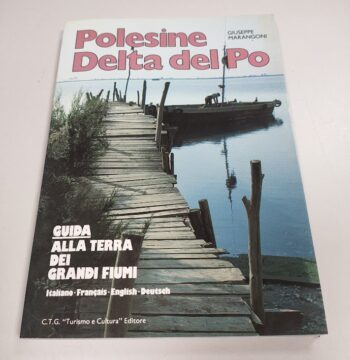 Polesine
Delta del Po
GIUSEPPE
MARANGONI
GUIDA
ALLA TERRA
DEI
GRANDI FIUMI
Italiano - Français - English - Deutsch
C.T.G. "Turismo e Cultura" Editore